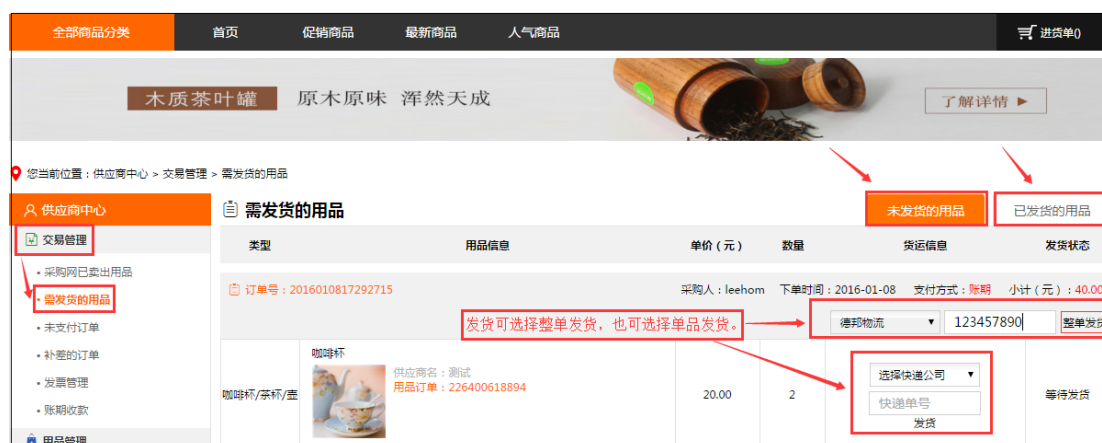 全部商品分类 首页 促销商品 最新商品 人气商品 进货单0
木质茶叶罐 原木原味 浑然天成 了解详情 ►
您当前位置：供应商中心 > 交易管理 > 需发货的用品
供应商中心 需发货的用品 未发货的用品 已发货的用品
交易管理 类型 用品信息 单价（元） 数量 货运信息 发货状态
• 采购网已卖出用品
• 需发货的用品 订单号：2016010817292715 采购人：leehom 下单时间：2016-01-08 支付方式：账期 小计（元）：40.00
• 未支付订单 发货可选择整单发货，也可选择单品发货。 德邦物流 ▼ 123457890 整单发货
• 补差的订单 咖啡杯
• 发票管理 供应商名：测试 选择快递公司 ▼
咖啡杯/茶杯/壶 用品订单：226400618894 20.00 2 快递单号 等待发货
• 账期收款 发货
用品管理